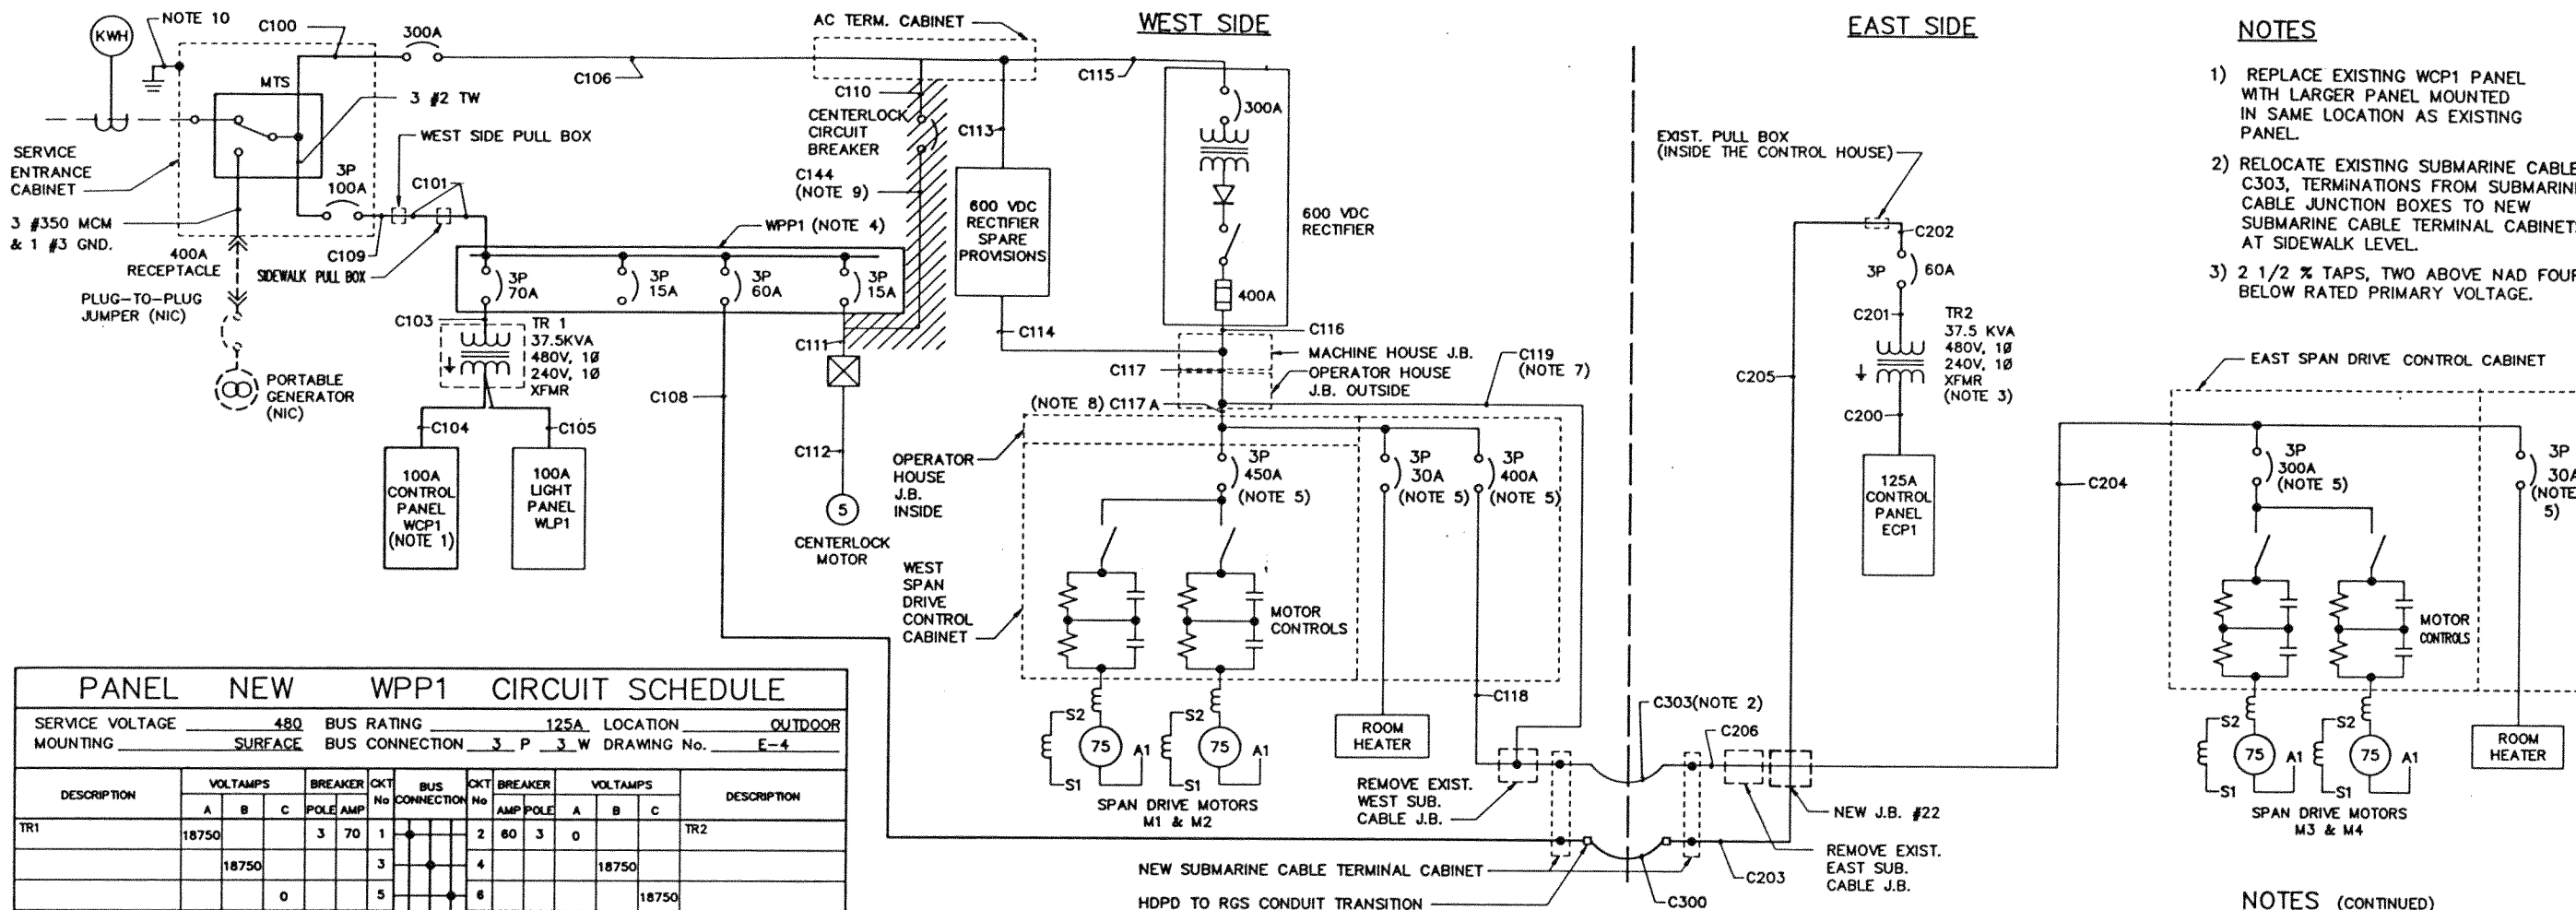 NOTE 10
KWH
C100
300A
AC TERM. CABINET
WEST SIDE
EAST SIDE
NOTES
C106
C115
MTS
3 #2 TW
WEST SIDE PULL BOX
C110
CENTERLOCK
CIRCUIT
BREAKER
C113
300A
EXIST. PULL BOX
(INSIDE THE CONTROL HOUSE)
1) REPLACE EXISTING WCP1 PANEL
WITH LARGER PANEL MOUNTED
IN SAME LOCATION AS EXISTING
PANEL.
SERVICE
ENTRANCE
CABINET
3P
100A
C101
C144
(NOTE 9)
600 VDC
RECTIFIER
SPARE
PROVISIONS
600 VDC
RECTIFIER
2) RELOCATE EXISTING SUBMARINE CABLE
C303, TERMINATIONS FROM SUBMARINE
CABLE JUNCTION BOXES TO NEW
SUBMARINE CABLE TERMINAL CABINETS
AT SIDEWALK LEVEL.
3 #350 MCM
& 1 #3 GND.
400A
RECEPTACLE
C109
SIDEWALK PULL BOX
WPP1 (NOTE 4)
C202
3P
60A
3) 2 1/2 % TAPS, TWO ABOVE NAD FOUR
BELOW RATED PRIMARY VOLTAGE.
PLUG-TO-PLUG
JUMPER (NIC)
3P
70A
3P
15A
3P
60A
3P
15A
400A
C103
TR 1
37.5KVA
480V, 1Ø
240V, 1Ø
XFMR
C111
C114
C116
MACHINE HOUSE J.B.
C117
OPERATOR HOUSE
J.B. OUTSIDE
C119
(NOTE 7)
C201
TR2
37.5 KVA
480V, 1Ø
240V, 1Ø
XFMR
(NOTE 3)
EAST SPAN DRIVE CONTROL CABINET
PORTABLE
GENERATOR
(NIC)
C108
(NOTE 8) C117 A
C205
C200
C104
C105
C112
OPERATOR
HOUSE
J.B.
INSIDE
3P
450A
(NOTE 5)
3P
30A
(NOTE 5)
3P
400A
(NOTE 5)
100A
CONTROL
PANEL
WCP1
(NOTE 1)
100A
LIGHT
PANEL
WLP1
125A
CONTROL
PANEL
ECP1
C204
3P
300A
(NOTE 5)
3P
30A
(NOTE
5)
5
CENTERLOCK
MOTOR
WEST
SPAN
DRIVE
CONTROL
CABINET
MOTOR
CONTROLS
MOTOR
CONTROLS
C118
C303(NOTE 2)
S2
75
A1
S1
S2
75
A1
S1
SPAN DRIVE MOTORS
M1 & M2
ROOM
HEATER
C206
S2
75
A1
S1
S2
75
A1
S1
SPAN DRIVE MOTORS
M3 & M4
ROOM
HEATER
REMOVE EXIST.
WEST SUB.
CABLE J.B.
NEW J.B. #22
REMOVE EXIST.
EAST SUB.
CABLE J.B.
NEW SUBMARINE CABLE TERMINAL CABINET
C203
HDPD TO RGS CONDUIT TRANSITION
C300
NOTES (CONTINUED)
PANEL NEW WPP1 CIRCUIT SCHEDULE
SERVICE VOLTAGE 480 BUS RATING 125A LOCATION OUTDOOR
MOUNTING SURFACE BUS CONNECTION 3 P 3 W DRAWING No. E-4
DESCRIPTION VOLTAMPS BREAKER CKT No BUS CONNECTION CKT No BREAKER VOLTAMPS DESCRIPTION
A B C POLE AMP AMP POLE A B C
TR1 18750 3 70 1 2 60 3 0 TR2
18750 3 4 18750
0 5 6 18750